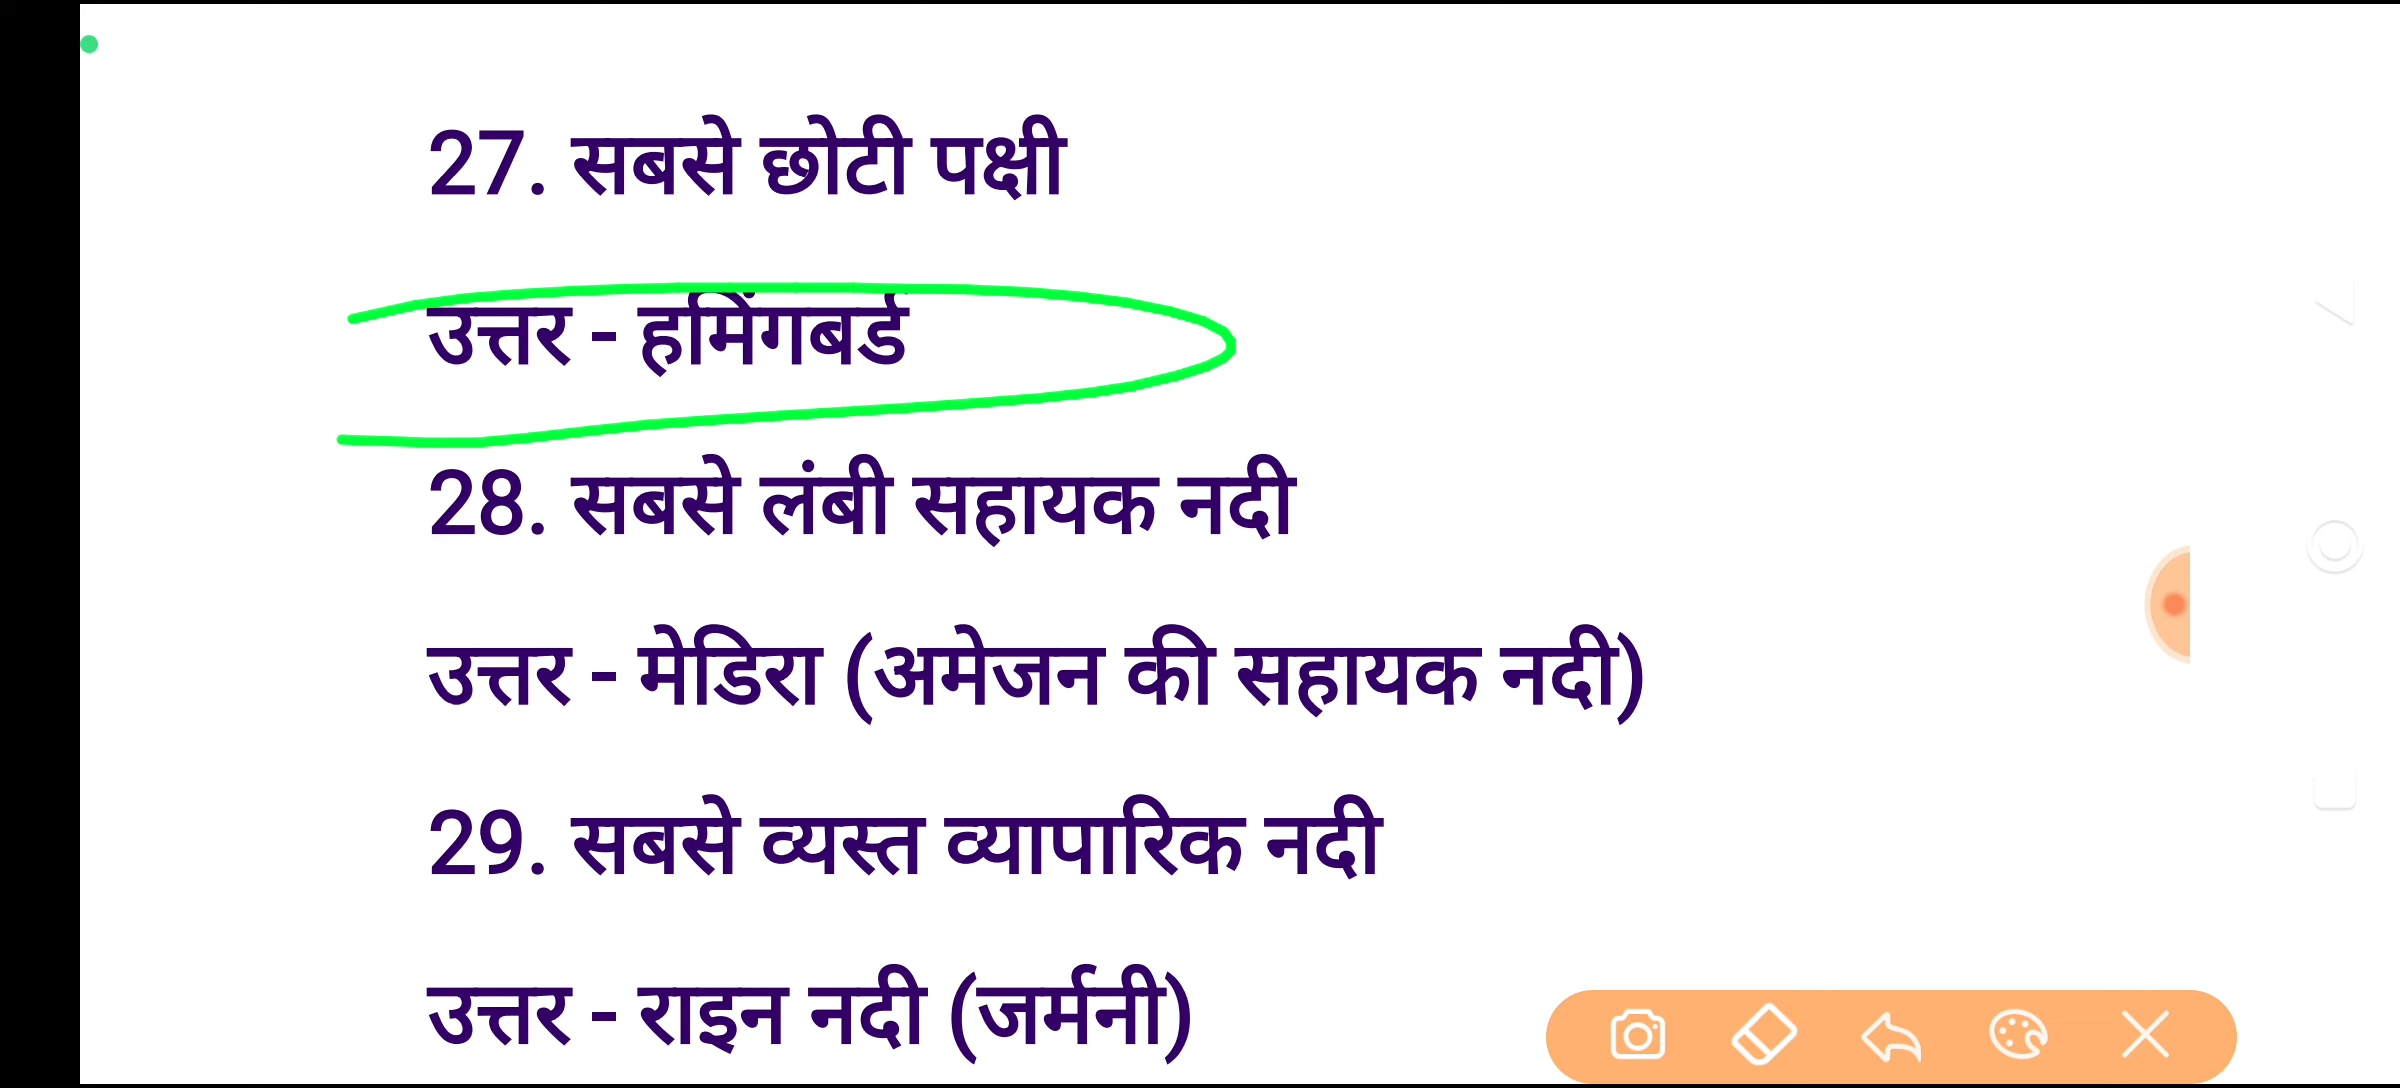 27. सबसे छोटी पक्षी
उत्तर - हमिंगबर्ड
28. सबसे लंबी सहायक नदी
उत्तर - मेडिरा (अमेजन की सहायक नदी)
29. सबसे व्यस्त व्यापारिक नदी
उत्तर - राइन नदी (जर्मनी)